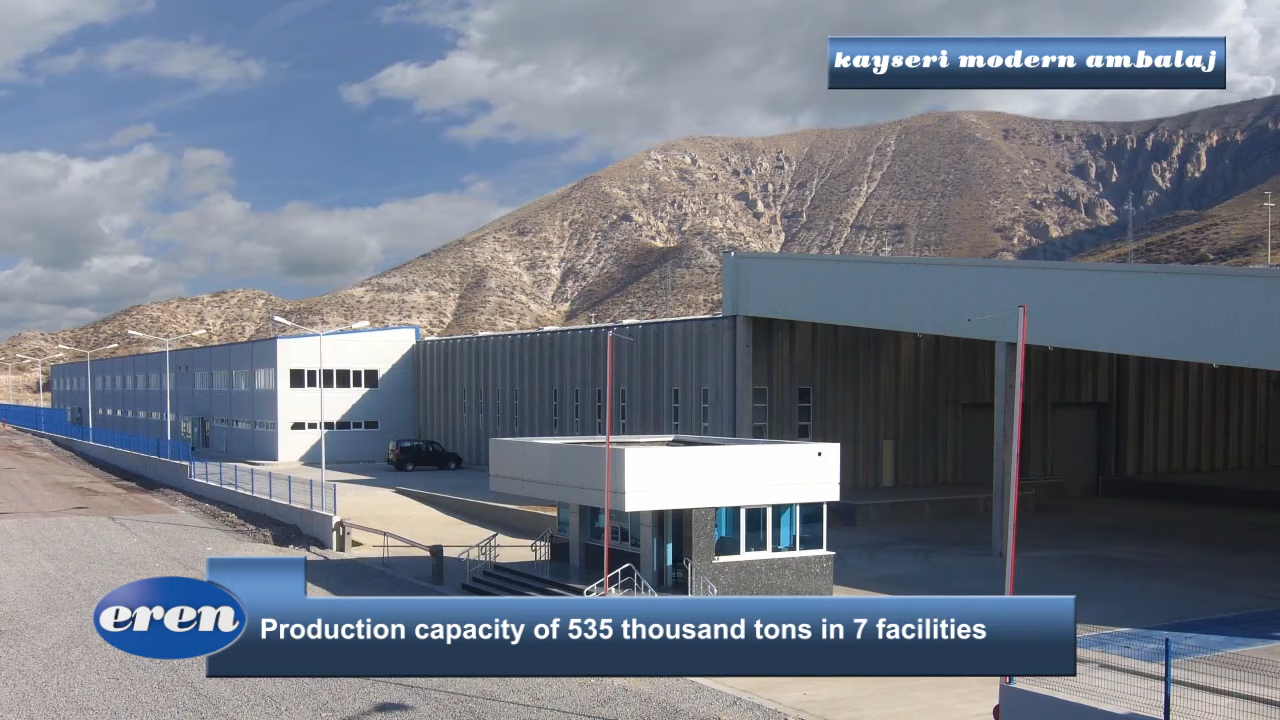 kayseri modern ambalaj
eren
Production capacity of 535 thousand tons in 7 facilities